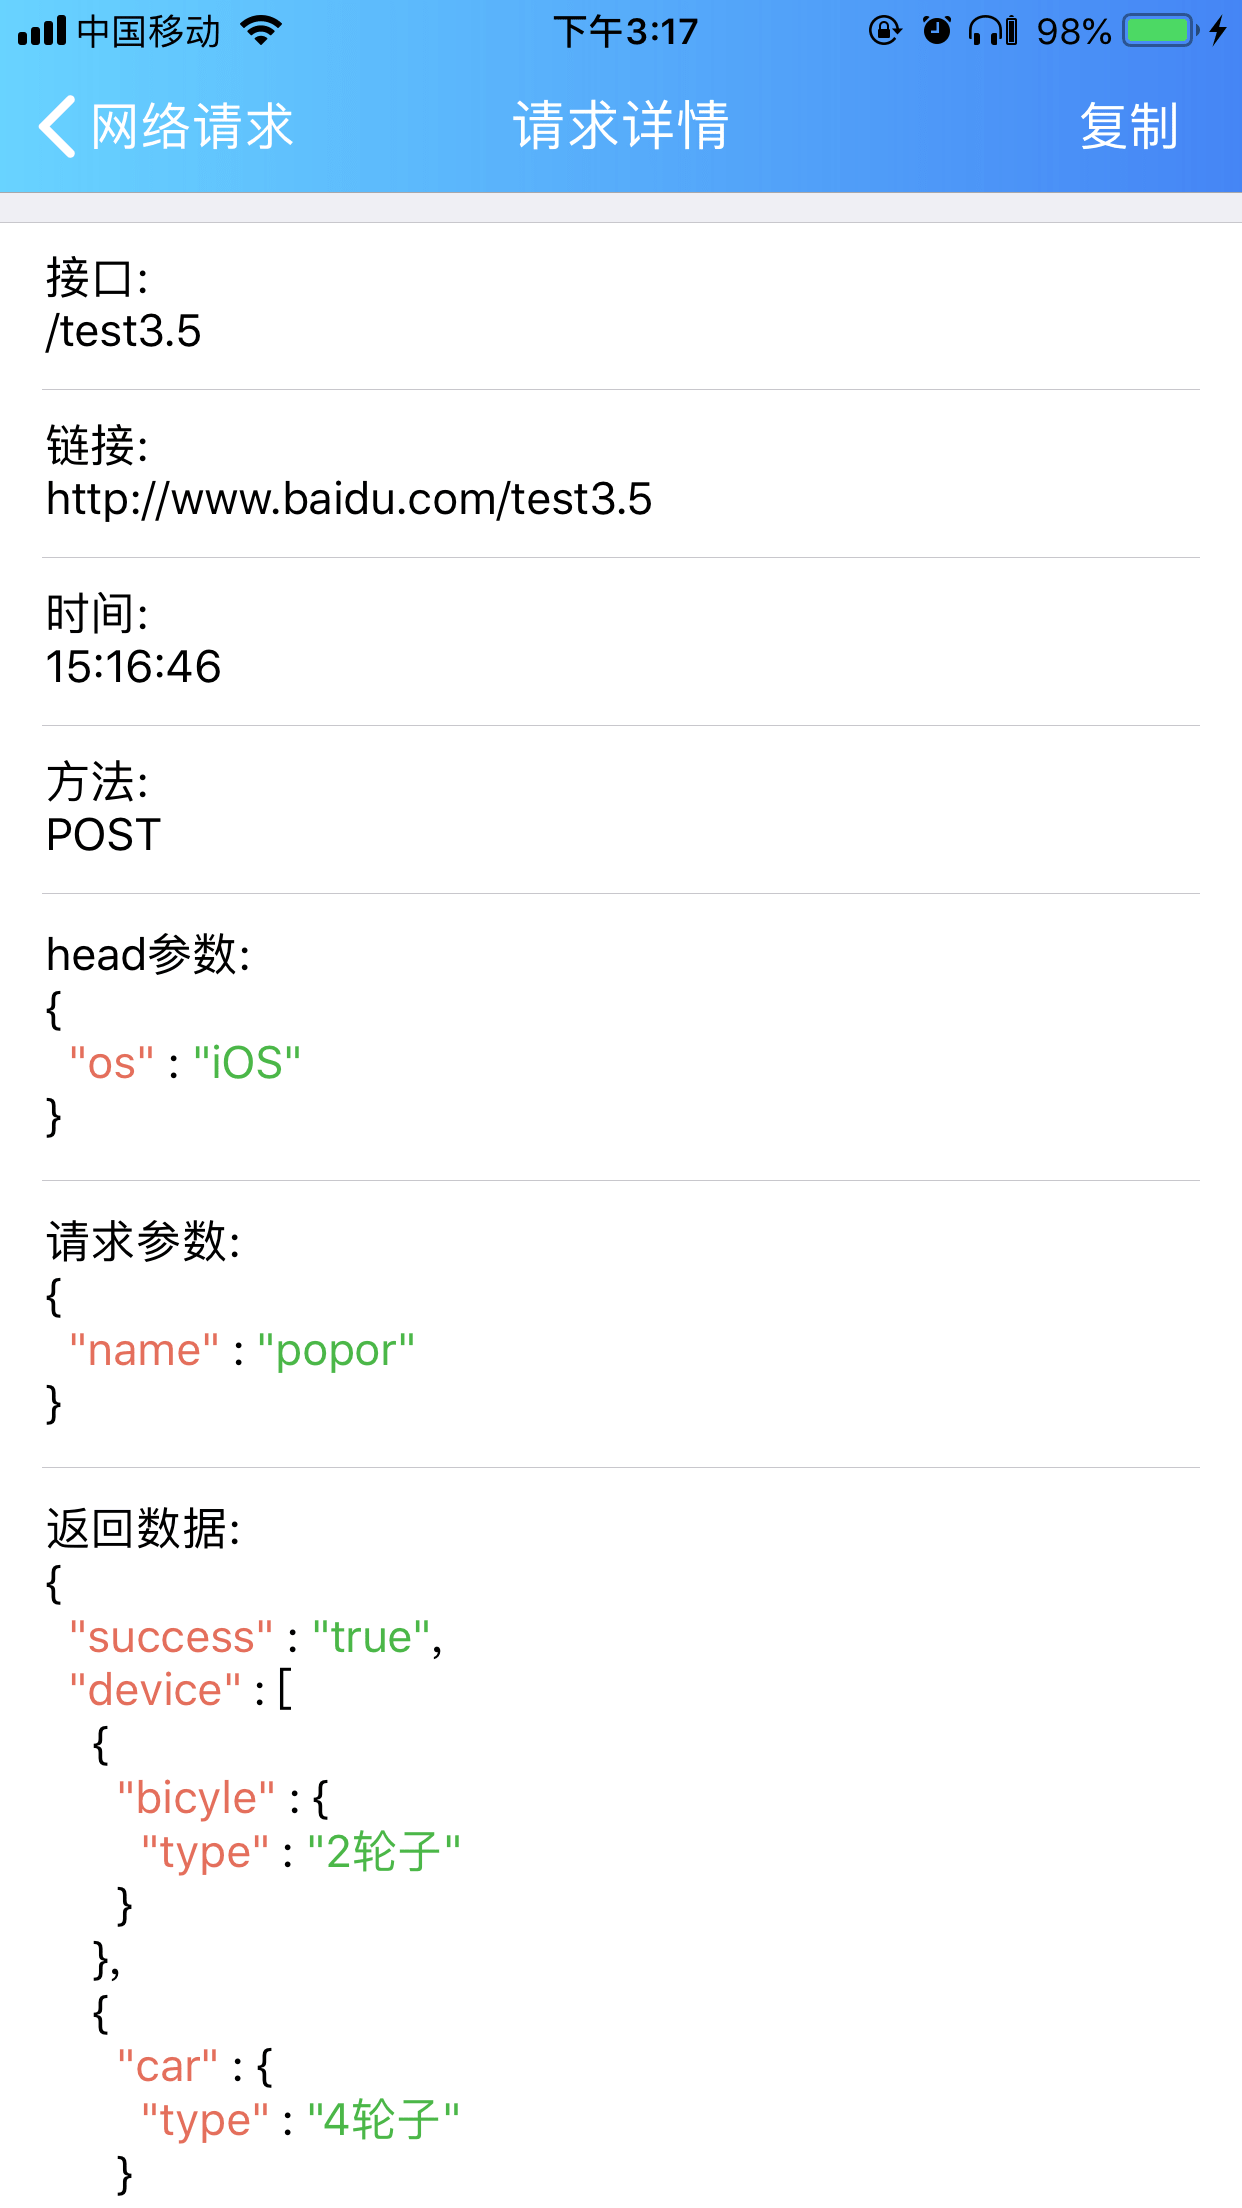 中国移动 下午3:17 98%
网络请求 请求详情 复制
接口:
/test3.5
链接:
http://www.baidu.com/test3.5
时间:
15:16:46
方法:
POST
head参数:
{
  "os" : "iOS"
}
请求参数:
{
  "name" : "popor"
}
返回数据:
{
  "success" : "true",
  "device" : [
    {
      "bicyle" : {
        "type" : "2轮子"
      }
    },
    {
      "car" : {
        "type" : "4轮子"
      }